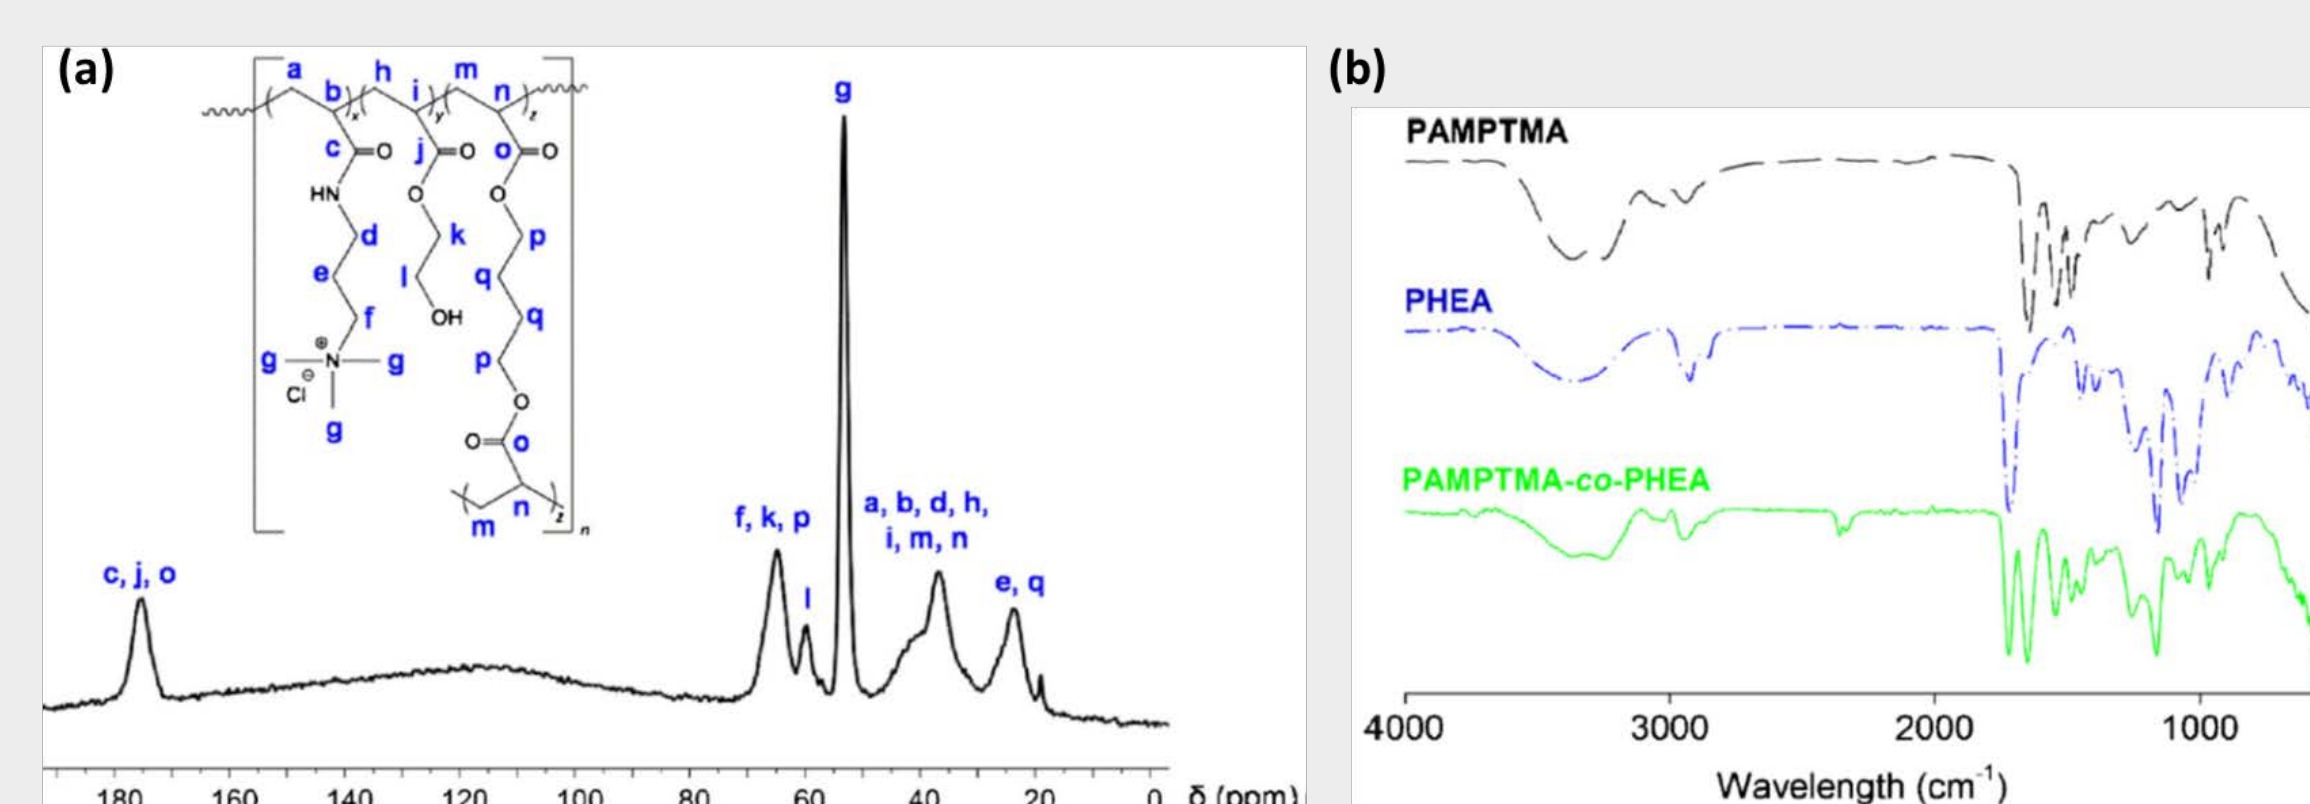 (a)
a
h
m
b
i
n
x
y
z
c
O
j
O
o
O
HN
O
O
d
k
p
e
l
q
f
OH
q
g
⊕
N
g
p
⊖
Cl
g
O
O
o
n
m
z
n
g
c, j, o
f, k, p
l
a, b, d, h,
i, m, n
e, q
180 160 140 120 100 80 60 40 20 0 δ (ppm)
(b)
PAMPTMA
PHEA
PAMPTMA-co-PHEA
4000 3000 2000 1000
Wavelength (cm⁻¹)